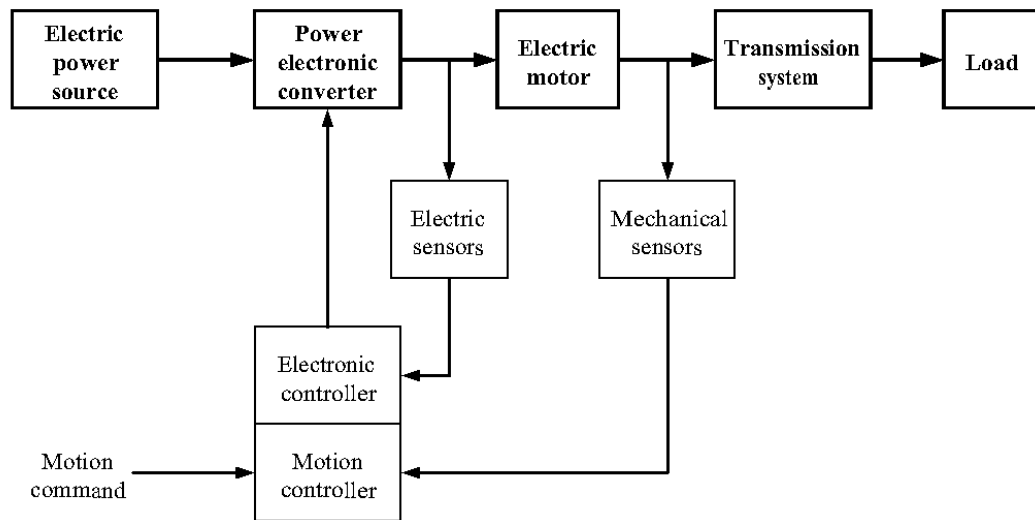 Electric
power
source
Power
electronic
converter
Electric
motor
Transmission
system
Load
Electric
sensors
Mechanical
sensors
Electronic
controller
Motion
command
Motion
controller